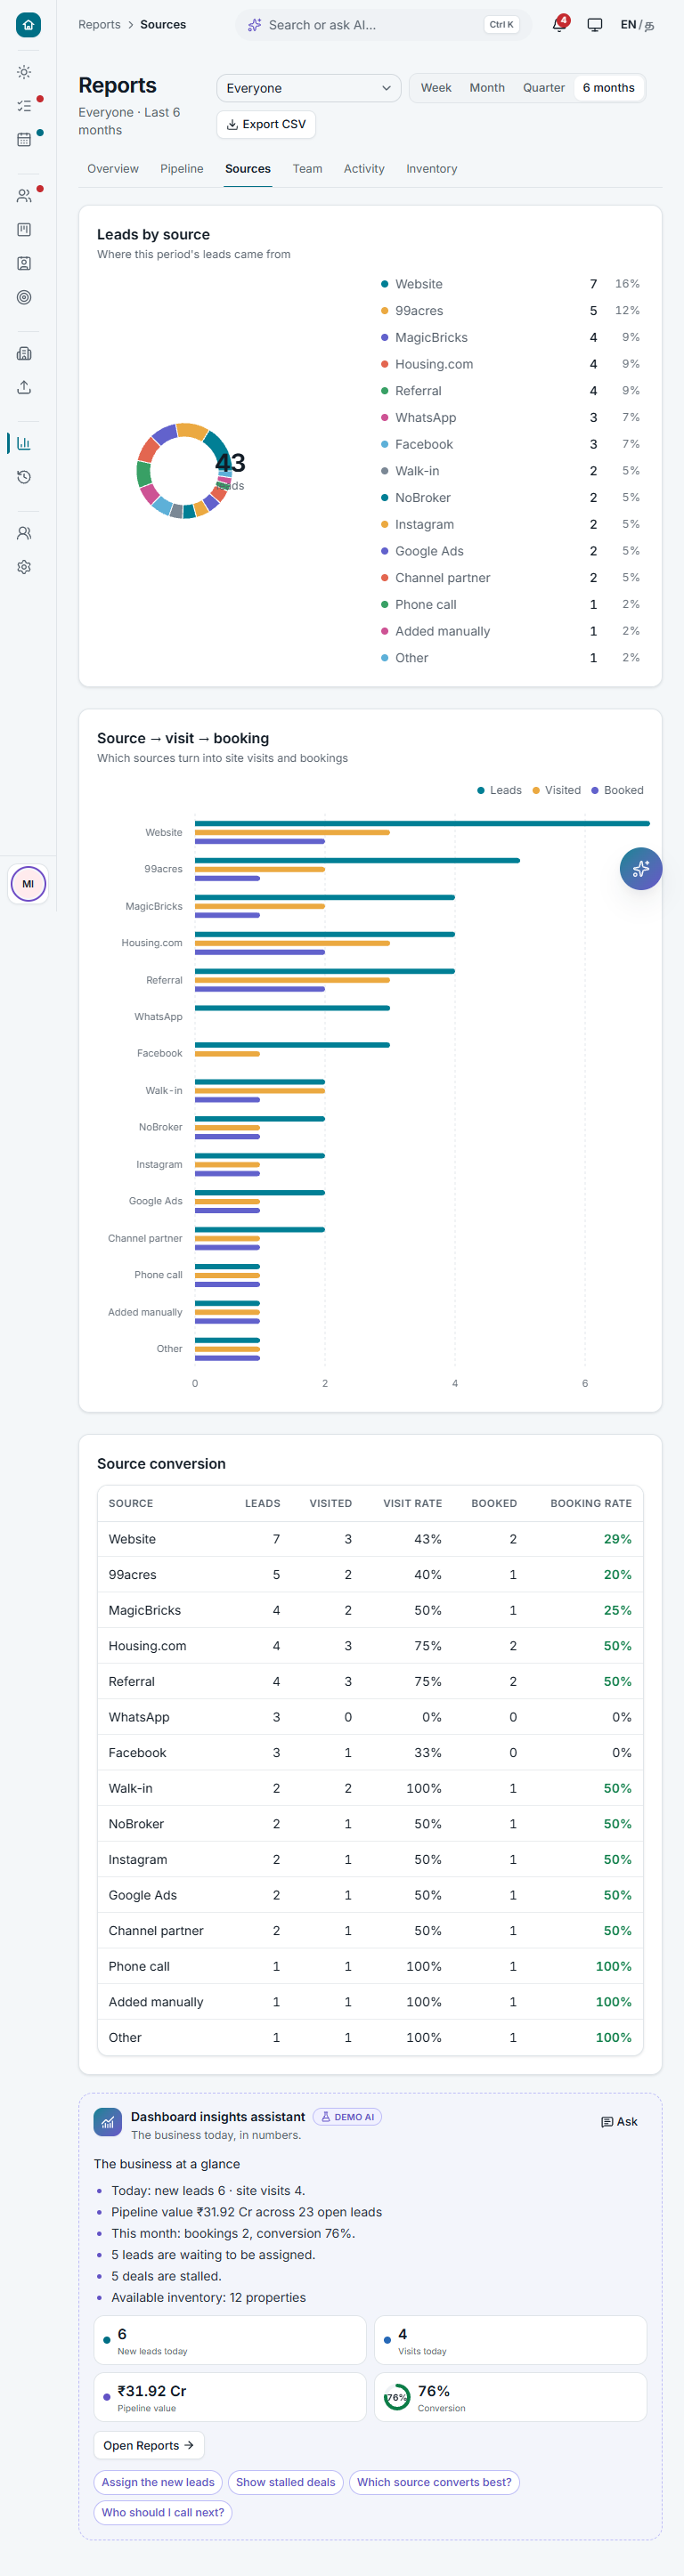 Reports > Sources
Search or ask AI...
Ctrl K
4
EN / த
Reports
Everyone · Last 6 months
Everyone
Week Month Quarter 6 months
Export CSV
Overview Pipeline Sources Team Activity Inventory
Leads by source
Where this period's leads came from
43
Website 7 16%
99acres 5 12%
MagicBricks 4 9%
Housing.com 4 9%
Referral 4 9%
WhatsApp 3 7%
Facebook 3 7%
Walk-in 2 5%
NoBroker 2 5%
Instagram 2 5%
Google Ads 2 5%
Channel partner 2 5%
Phone call 1 2%
Added manually 1 2%
Other 1 2%
Source → visit → booking
Which sources turn into site visits and bookings
Leads Visited Booked
Website
99acres
MagicBricks
Housing.com
Referral
WhatsApp
Facebook
Walk-in
NoBroker
Instagram
Google Ads
Channel partner
Phone call
Added manually
Other
0 2 4 6
MI
Source conversion
SOURCE LEADS VISITED VISIT RATE BOOKED BOOKING RATE
Website 7 3 43% 2 29%
99acres 5 2 40% 1 20%
MagicBricks 4 2 50% 1 25%
Housing.com 4 3 75% 2 50%
Referral 4 3 75% 2 50%
WhatsApp 3 0 0% 0 0%
Facebook 3 1 33% 0 0%
Walk-in 2 2 100% 1 50%
NoBroker 2 1 50% 1 50%
Instagram 2 1 50% 1 50%
Google Ads 2 1 50% 1 50%
Channel partner 2 1 50% 1 50%
Phone call 1 1 100% 1 100%
Added manually 1 1 100% 1 100%
Other 1 1 100% 1 100%
Dashboard insights assistant DEMO AI
The business today, in numbers.
Ask
The business at a glance
• Today: new leads 6 · site visits 4.
• Pipeline value ₹31.92 Cr across 23 open leads
• This month: bookings 2, conversion 76%.
• 5 leads are waiting to be assigned.
• 5 deals are stalled.
• Available inventory: 12 properties
6
New leads today
4
Visits today
₹31.92 Cr
Pipeline value
76%
76%
Conversion
Open Reports →
Assign the new leads
Show stalled deals
Which source converts best?
Who should I call next?